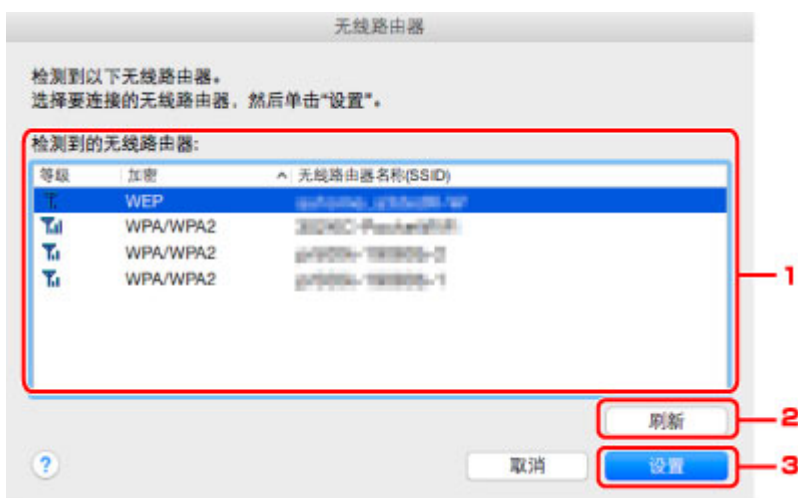 无线路由器
检测到以下无线路由器。
选择要连接的无线路由器，然后单击“设置”。
检测到的无线路由器:
等级 加密 无线路由器名称(SSID)
WEP
WPA/WPA2
WPA/WPA2
WPA/WPA2
1
刷新 2
? 取消 设置 3